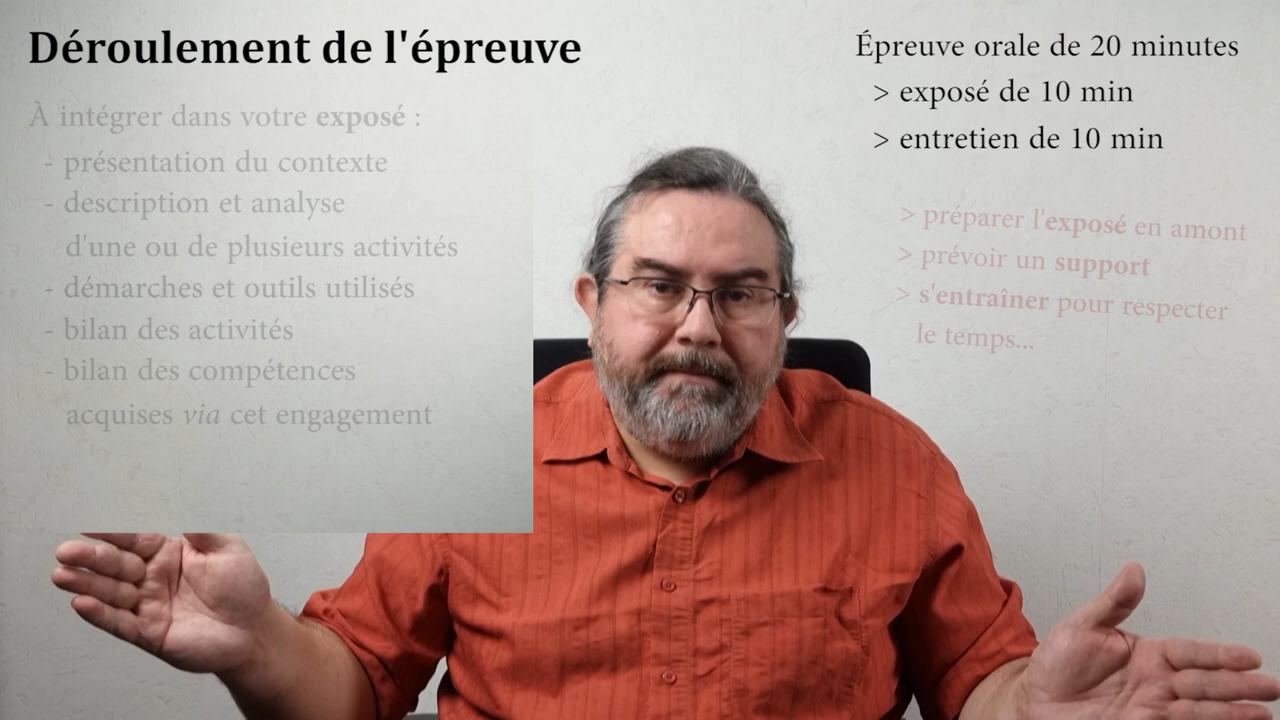 Déroulement de l'épreuve
À intégrer dans votre exposé :
- présentation du contexte
- description et analyse
d'une ou de plusieurs activités
- démarches et outils utilisés
- bilan des activités
- bilan des compétences
acquises via cet engagement
Épreuve orale de 20 minutes
> exposé de 10 min
> entretien de 10 min
> préparer l'exposé en amont
> prévoir un support
> s'entraîner pour respecter
le temps...